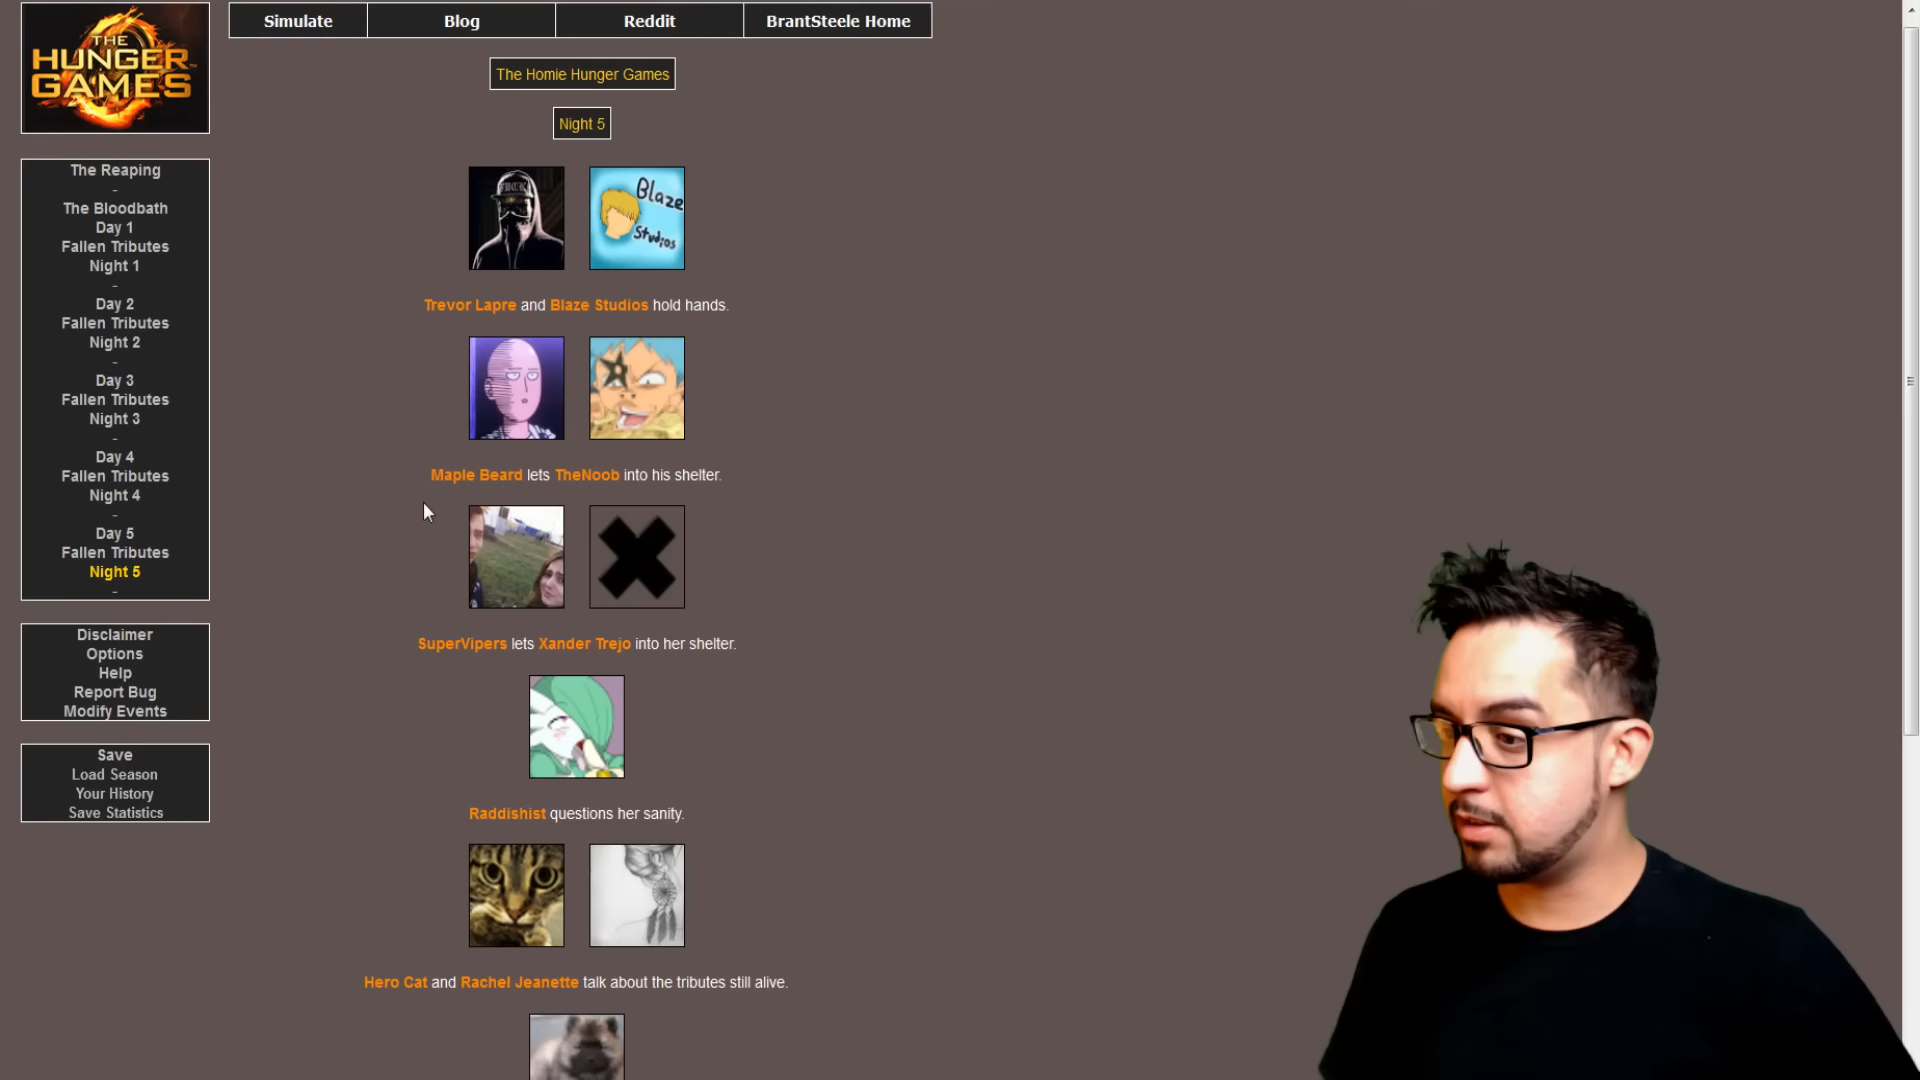 THE
HUNGER
GAMES
Simulate
Blog
Reddit
BrantSteele Home
The Homie Hunger Games
Night 5
The Reaping
-
The Bloodbath
Day 1
Fallen Tributes
Night 1
-
Day 2
Fallen Tributes
Night 2
-
Day 3
Fallen Tributes
Night 3
-
Day 4
Fallen Tributes
Night 4
-
Day 5
Fallen Tributes
Night 5
-
Disclaimer
Options
Help
Report Bug
Modify Events
Save
Load Season
Your History
Save Statistics
Blaze
Studios
Trevor Lapre and Blaze Studios hold hands.
Maple Beard lets TheNoob into his shelter.
SuperVipers lets Xander Trejo into her shelter.
Raddishist questions her sanity.
Hero Cat and Rachel Jeanette talk about the tributes still alive.